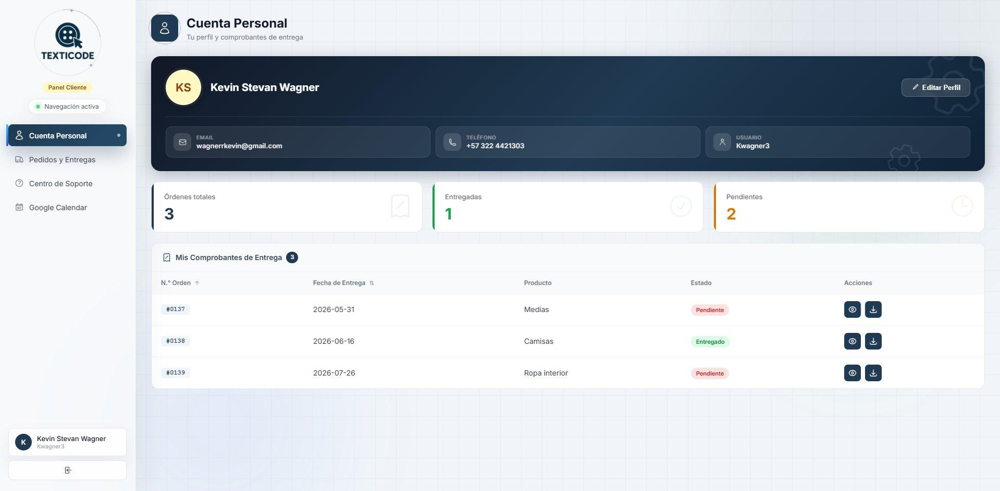 TEXTICODE
Panel Cliente
Navegación activa
Cuenta Personal
Pedidos y Entregas
Centro de Soporte
Google Calendar
K
Kevin Stevan Wagner
Kwagner3
Cuenta Personal
Tu perfil y comprobantes de entrega
KS
Kevin Stevan Wagner
Editar Perfil
EMAIL
wagnerrkevin@gmail.com
TELÉFONO
+57 322 4421303
USUARIO
Kwagner3
Órdenes totales
3
Entregadas
1
Pendientes
2
Mis Comprobantes de Entrega 3
N.° Orden Fecha de Entrega Producto Estado Acciones
#0137 2026-05-31 Medias Pendiente
#0138 2026-06-16 Camisas Entregado
#0139 2026-07-26 Ropa interior Pendiente